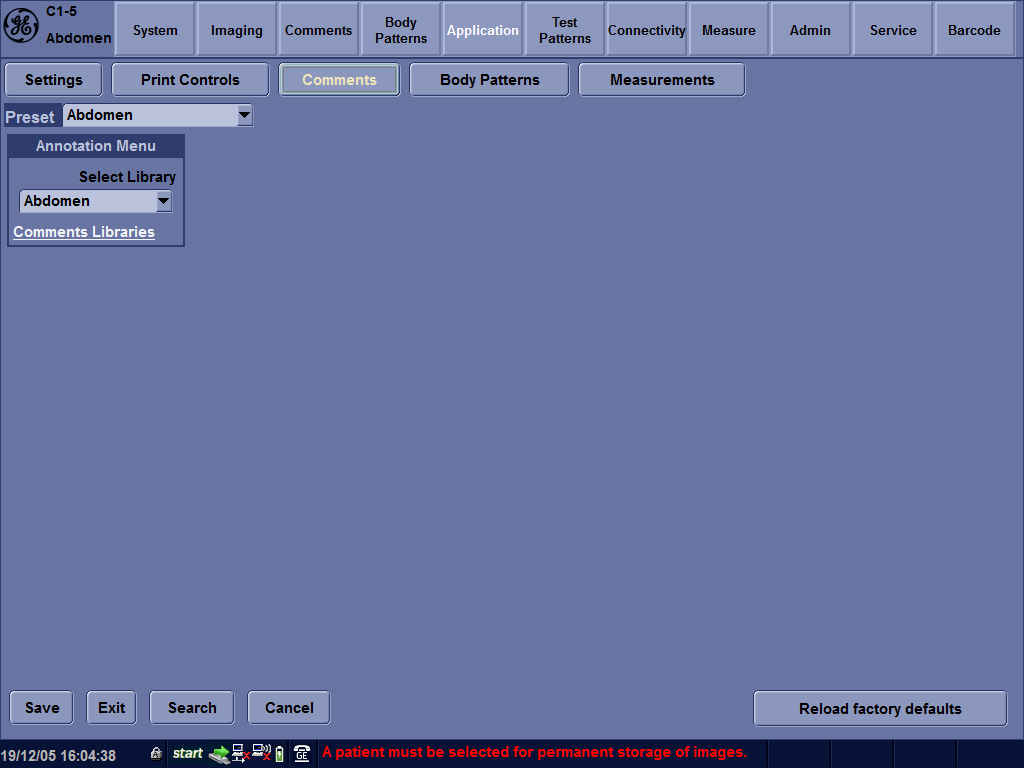 C1-5
Abdomen
System
Imaging
Comments
Body
Patterns
Application
Test
Patterns
Connectivity
Measure
Admin
Service
Barcode
Settings
Print Controls
Comments
Body Patterns
Measurements
Preset
Abdomen
Annotation Menu
Select Library
Abdomen
Comments Libraries
Save
Exit
Search
Cancel
Reload factory defaults
19/12/05 16:04:38
start
GE
A patient must be selected for permanent storage of images.